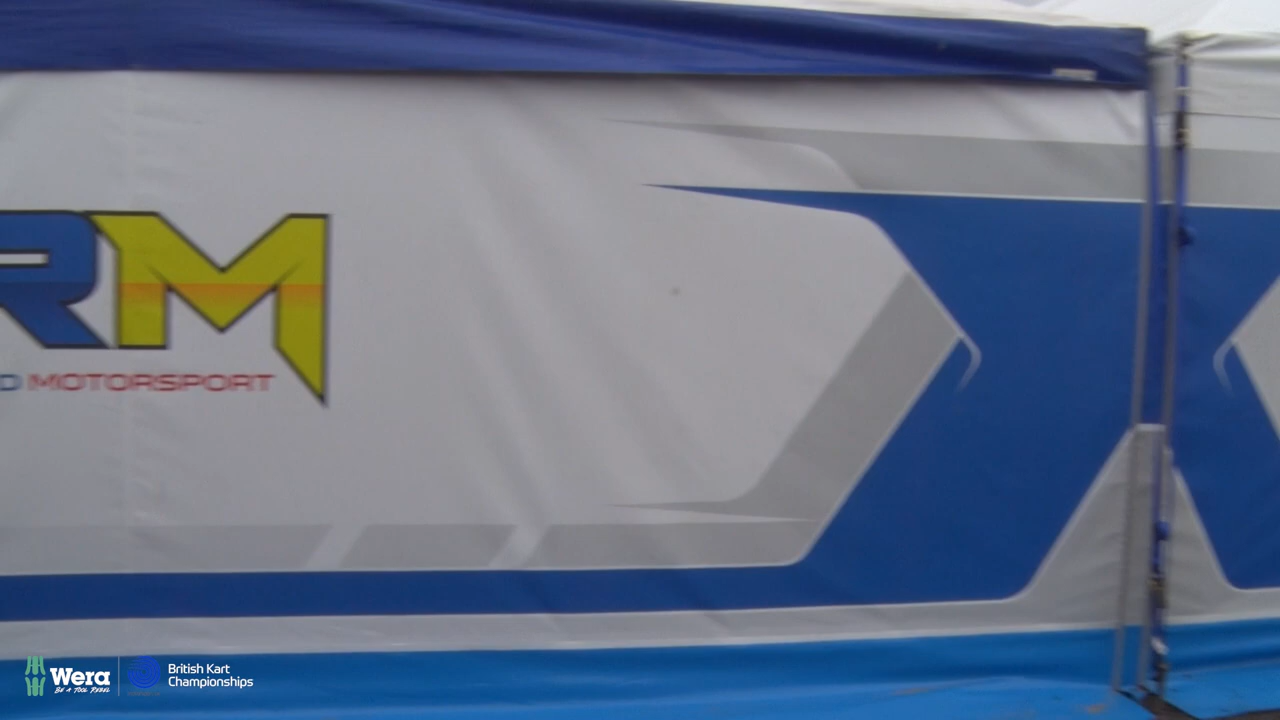 RM
D MOTORSPORT
Wera
BE A TOOL REBEL
British Kart
Championships